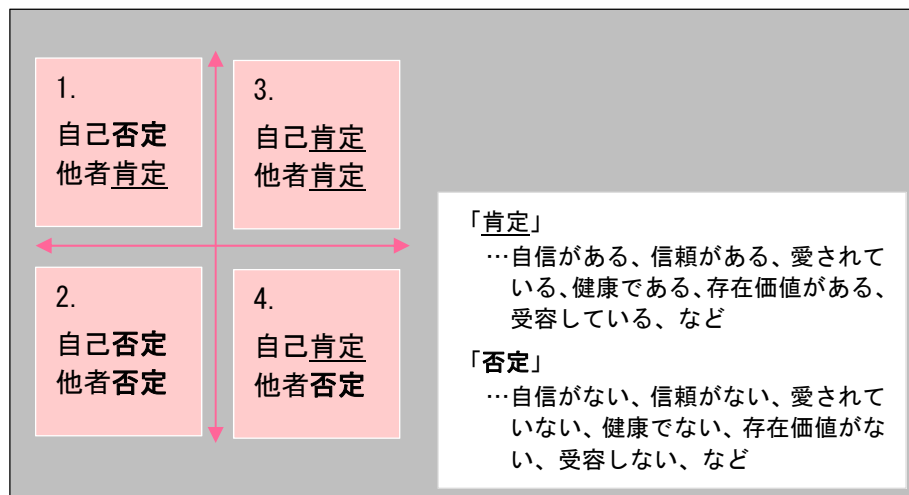 1.
自己否定
他者肯定
3.
自己肯定
他者肯定
2.
自己否定
他者否定
4.
自己肯定
他者否定
「肯定」
…自信がある、信頼がある、愛されて
いる、健康である、存在価値がある、
受容している、など
「否定」
…自信がない、信頼がない、愛されて
いない、健康でない、存在価値がな
い、受容しない、など